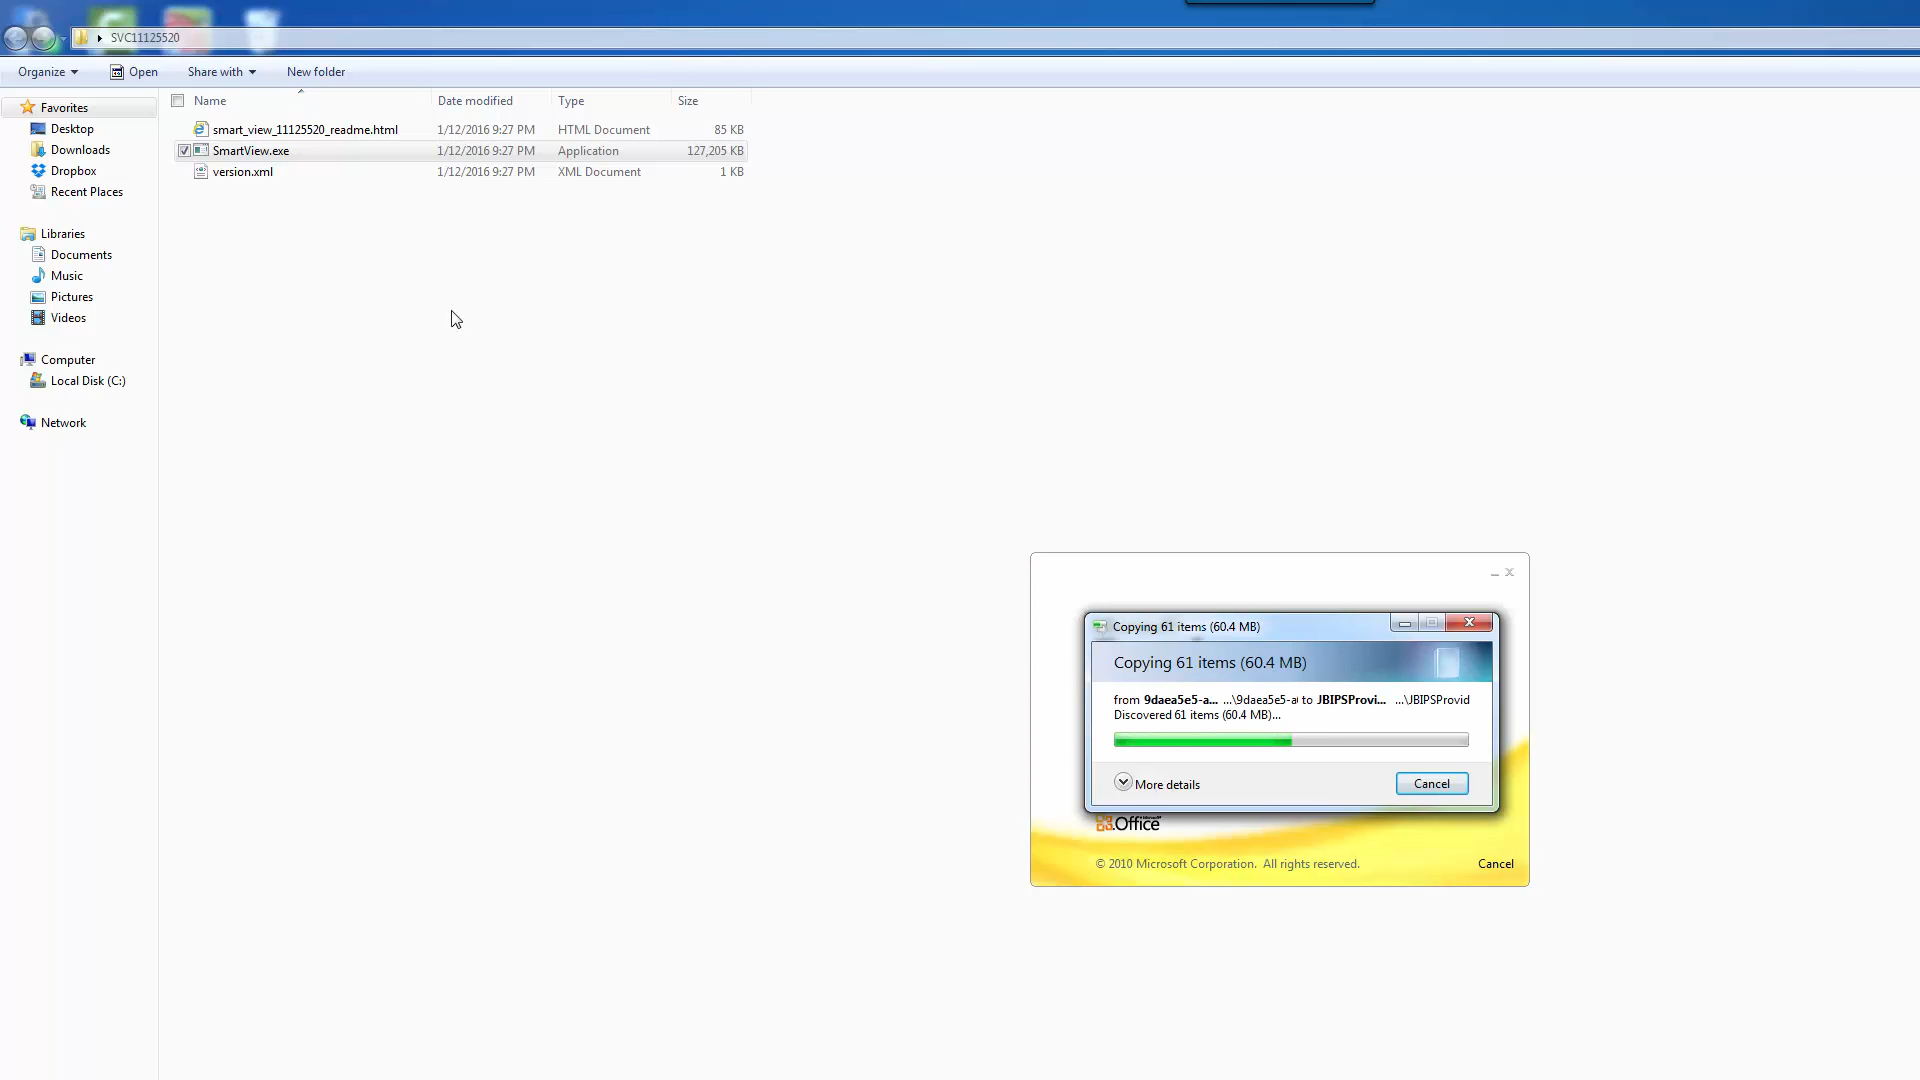 SVC11125520
Organize Open Share with New folder
Name Date modified Type Size
smart_view_11125520_readme.html 1/12/2016 9:27 PM HTML Document 85 KB
SmartView.exe 1/12/2016 9:27 PM Application 127,205 KB
version.xml 1/12/2016 9:27 PM XML Document 1 KB
Favorites
Desktop
Downloads
Dropbox
Recent Places
Libraries
Documents
Music
Pictures
Videos
Computer
Local Disk (C:)
Network
Copying 61 items (60.4 MB)
Copying 61 items (60.4 MB)
from 9daea5e5-a... ...\9daea5e5-a to JBIPSProvi... ...\JBIPSProvid
Discovered 61 items (60.4 MB)...
More details Cancel
Office
© 2010 Microsoft Corporation. All rights reserved. Cancel